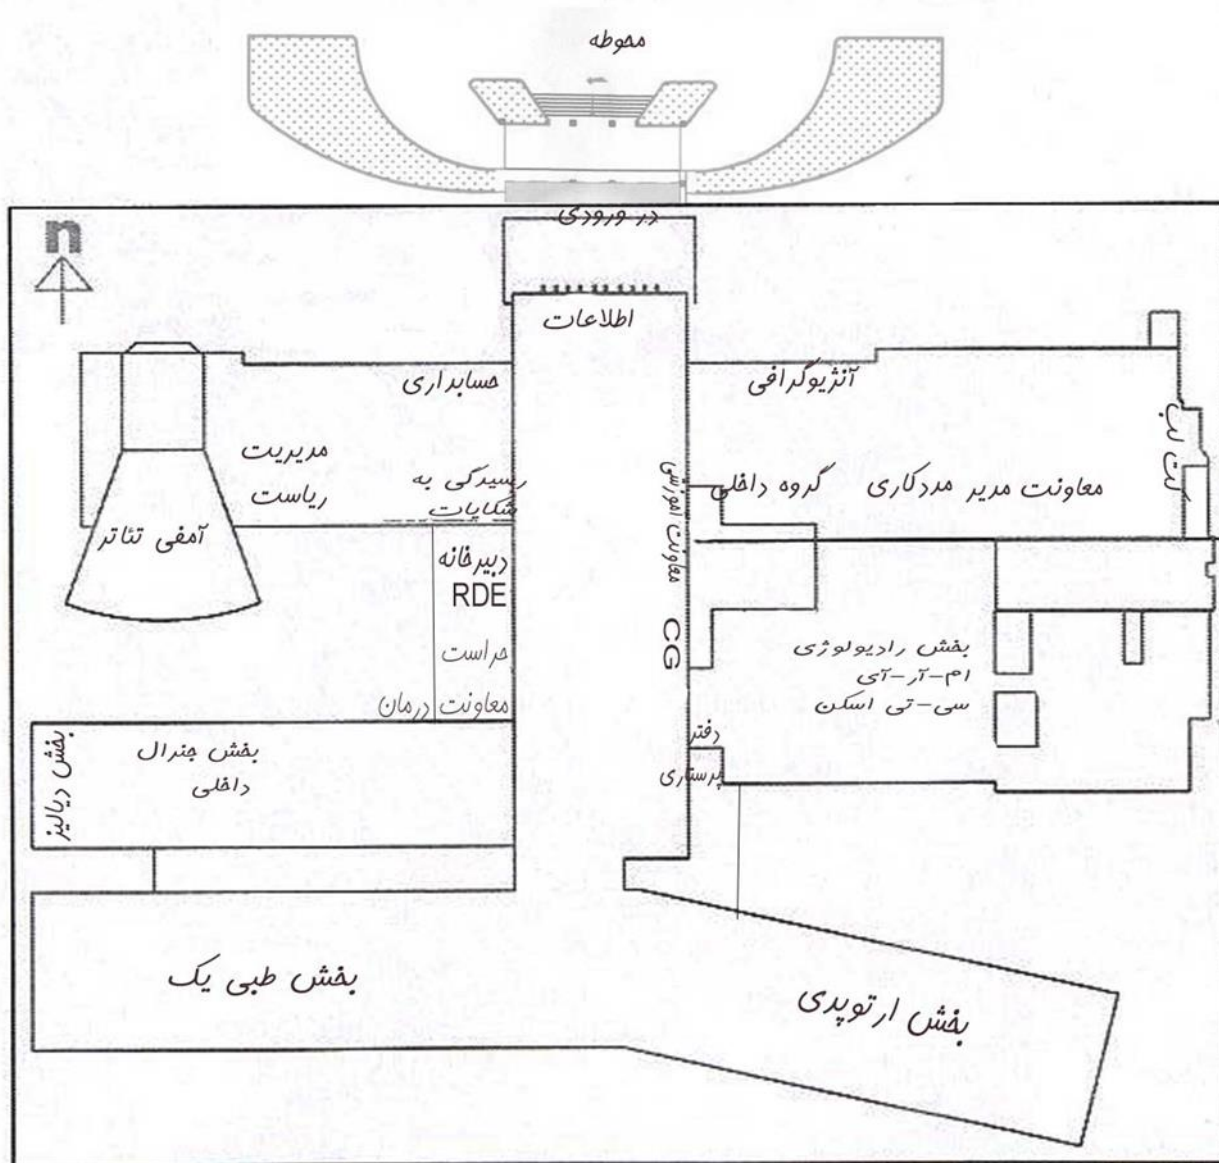 محوطه
در ورودی
n
اطلاعات
حسابداری
آنژیوگرافی
مدیریت
ریاست
رسیدگی به
شکایات
معاونت آموزشی
گروه داخلی
معاونت مدیر مددکاری
کت لب
آمفی تئاتر
دبیرخانه
RDE
حراست
معاونت درمان
CG
بخش رادیولوژی
ام-آر-آی
سی-تی اسکن
دفتر
پرستاری
بخش جنرال
داخلی
بخش دیالیز
بخش طبی یک
بخش ارتوپدی